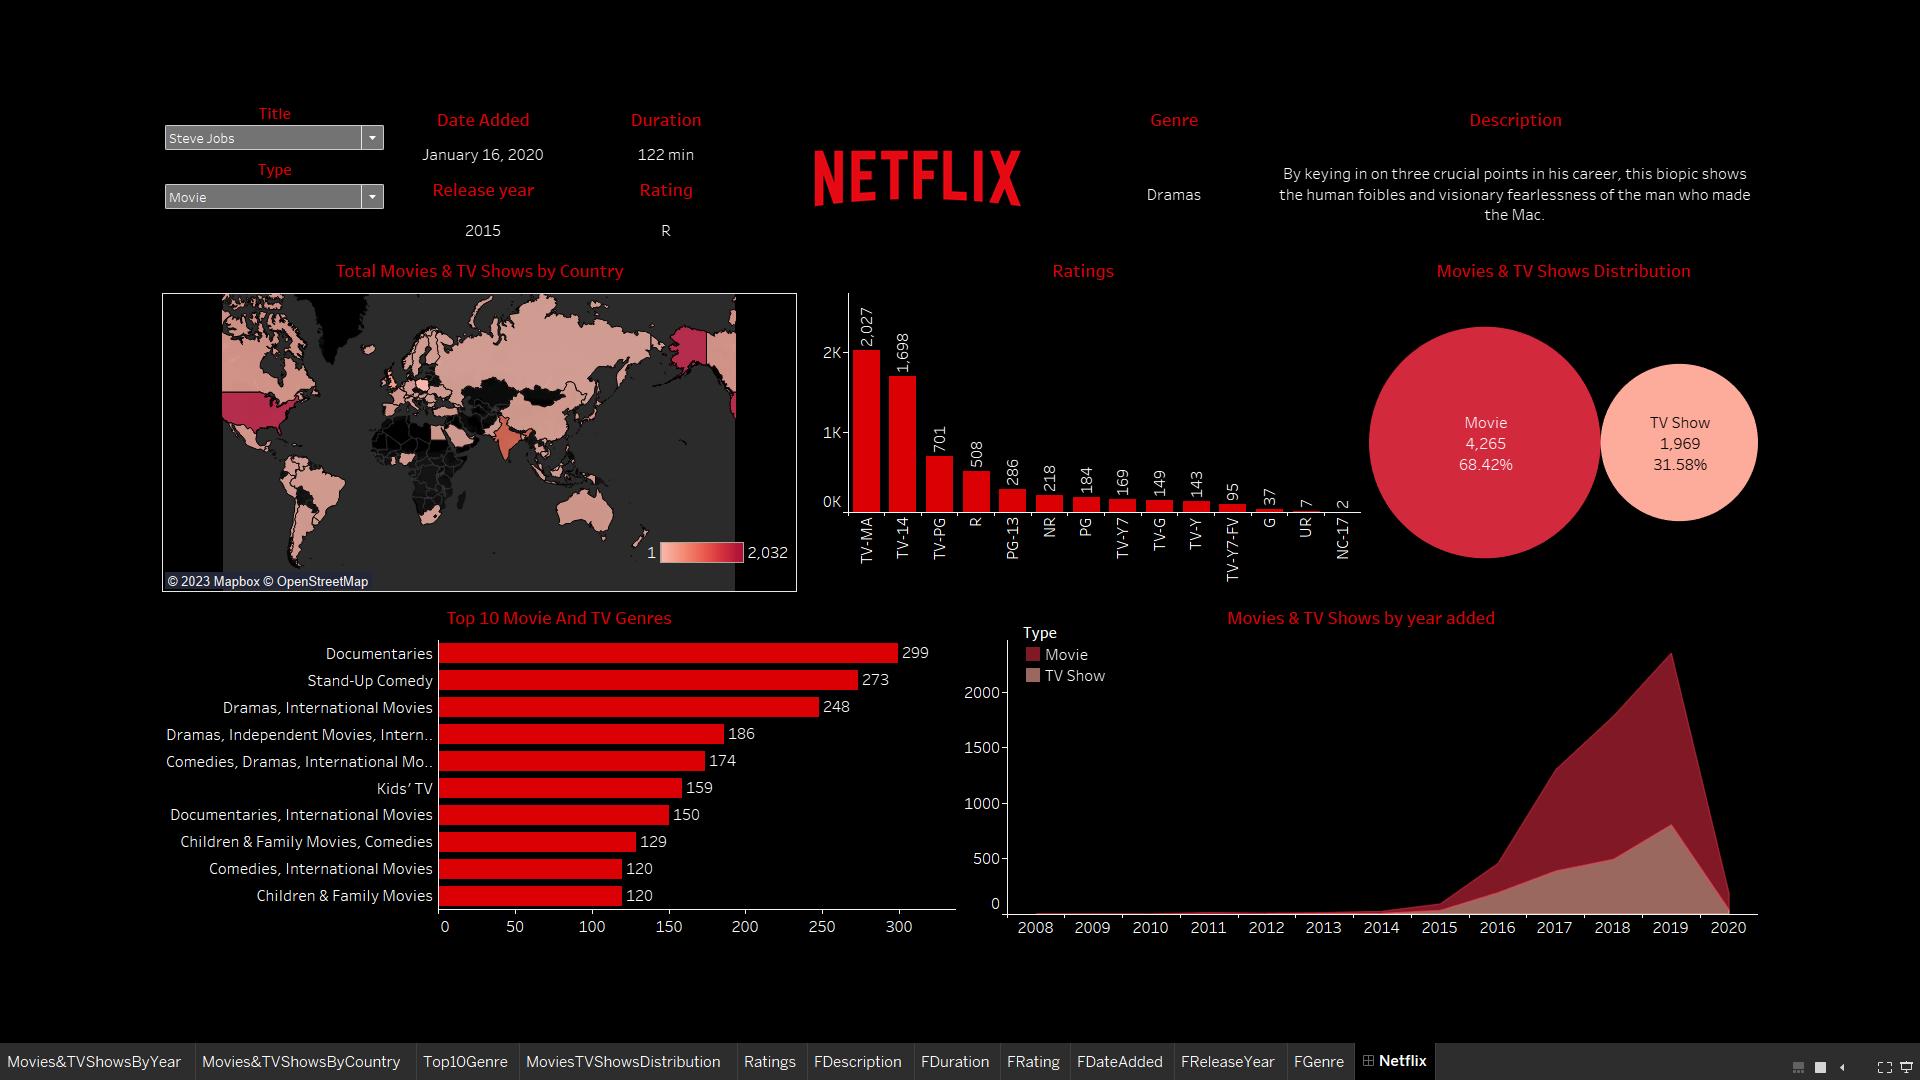 Title
Steve Jobs
Type
Movie
Date Added
January 16, 2020
Release year
2015
Duration
122 min
Rating
R
NETFLIX
Genre
Dramas
Description
By keying in on three crucial points in his career, this biopic shows
the human foibles and visionary fearlessness of the man who made
the Mac.
Total Movies & TV Shows by Country
1
2,032
© 2023 Mapbox © OpenStreetMap
Ratings
2K
1K
0K
2,027
1,698
701
508
286
218
184
169
149
143
95
37
7
2
TV-MA
TV-14
TV-PG
R
PG-13
NR
PG
TV-Y7
TV-G
TV-Y
TV-Y7-FV
G
UR
NC-17
Movies & TV Shows Distribution
Movie
4,265
68.42%
TV Show
1,969
31.58%
Top 10 Movie And TV Genres
Documentaries 299
Stand-Up Comedy 273
Dramas, International Movies 248
Dramas, Independent Movies, Intern.. 186
Comedies, Dramas, International Mo.. 174
Kids' TV 159
Documentaries, International Movies 150
Children & Family Movies, Comedies 129
Comedies, International Movies 120
Children & Family Movies 120
0 50 100 150 200 250 300
Movies & TV Shows by year added
Type
Movie
TV Show
2000
1500
1000
500
0
2008 2009 2010 2011 2012 2013 2014 2015 2016 2017 2018 2019 2020
Movies&TVShowsByYear Movies&TVShowsByCountry Top10Genre MoviesTVShowsDistribution Ratings FDescription FDuration FRating FDateAdded FReleaseYear FGenre Netflix